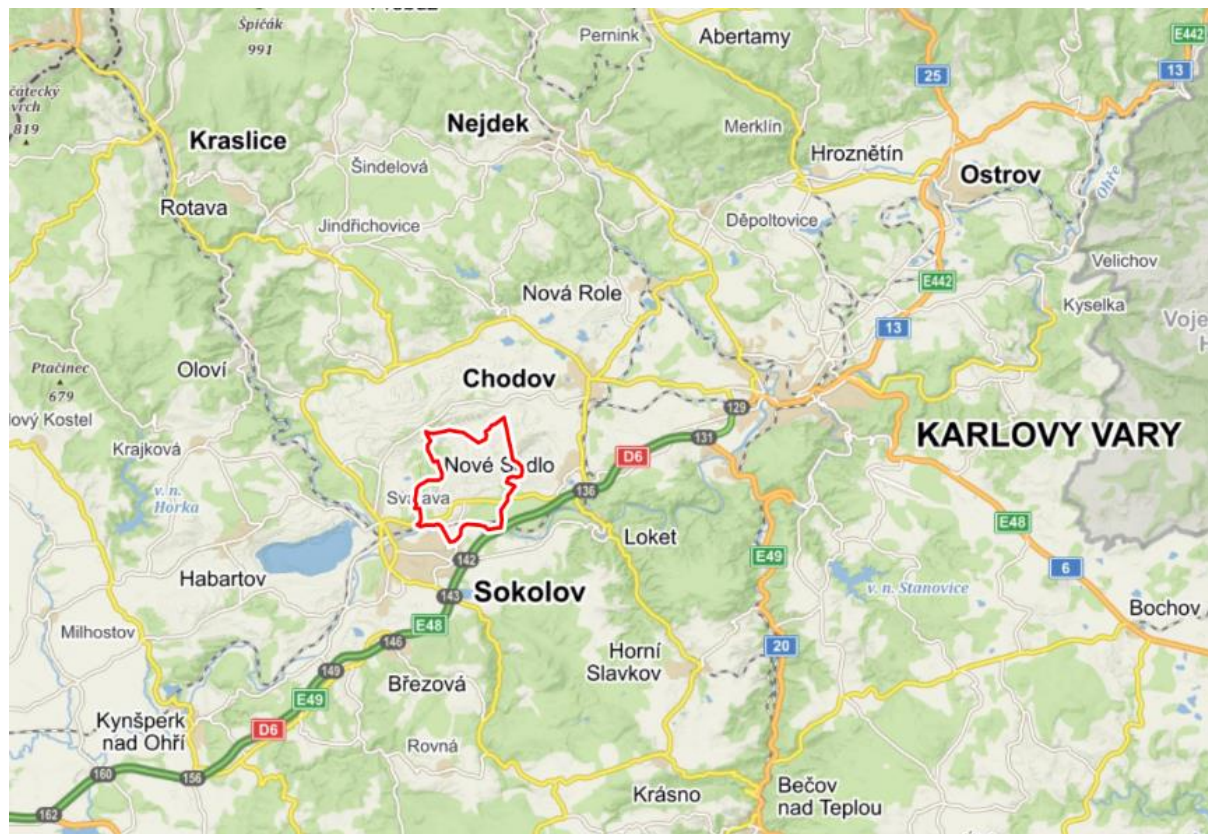 Špičák
991
Pernink
Abertamy
E442
13
25
čátecký
vrch
819
Kraslice
Nejdek
Merklín
Hroznětín
Šindelová
Ostrov
Ohře
Rotava
Jindřichovice
Děpoltovice
Velichov
E442
Nová Role
Kyselka
13
Voje
H
Ptačinec
679
Oloví
Chodov
lový Kostel
129
KARLOVY VARY
131
Krajková
Nové Sedlo
D6
Svatava
136
v. n.
Horka
E48
Loket
142
E49
Habartov
6
Sokolov
143
v. n. Stanovice
Bochov
E48
Milhostov
146
20
Horní
Slavkov
149
Březová
E49
Kynšperk
nad Ohří
D6
Rovná
160
156
Bečov
nad Teplou
Krásno
162